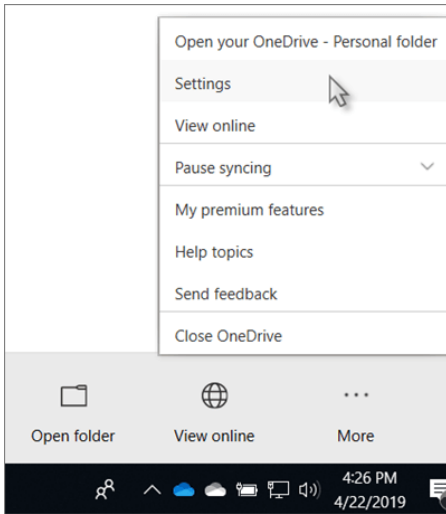 Open your OneDrive - Personal folder
Settings
View online
Pause syncing
My premium features
Help topics
Send feedback
Close OneDrive
Open folder
View online
More
4:26 PM
4/22/2019